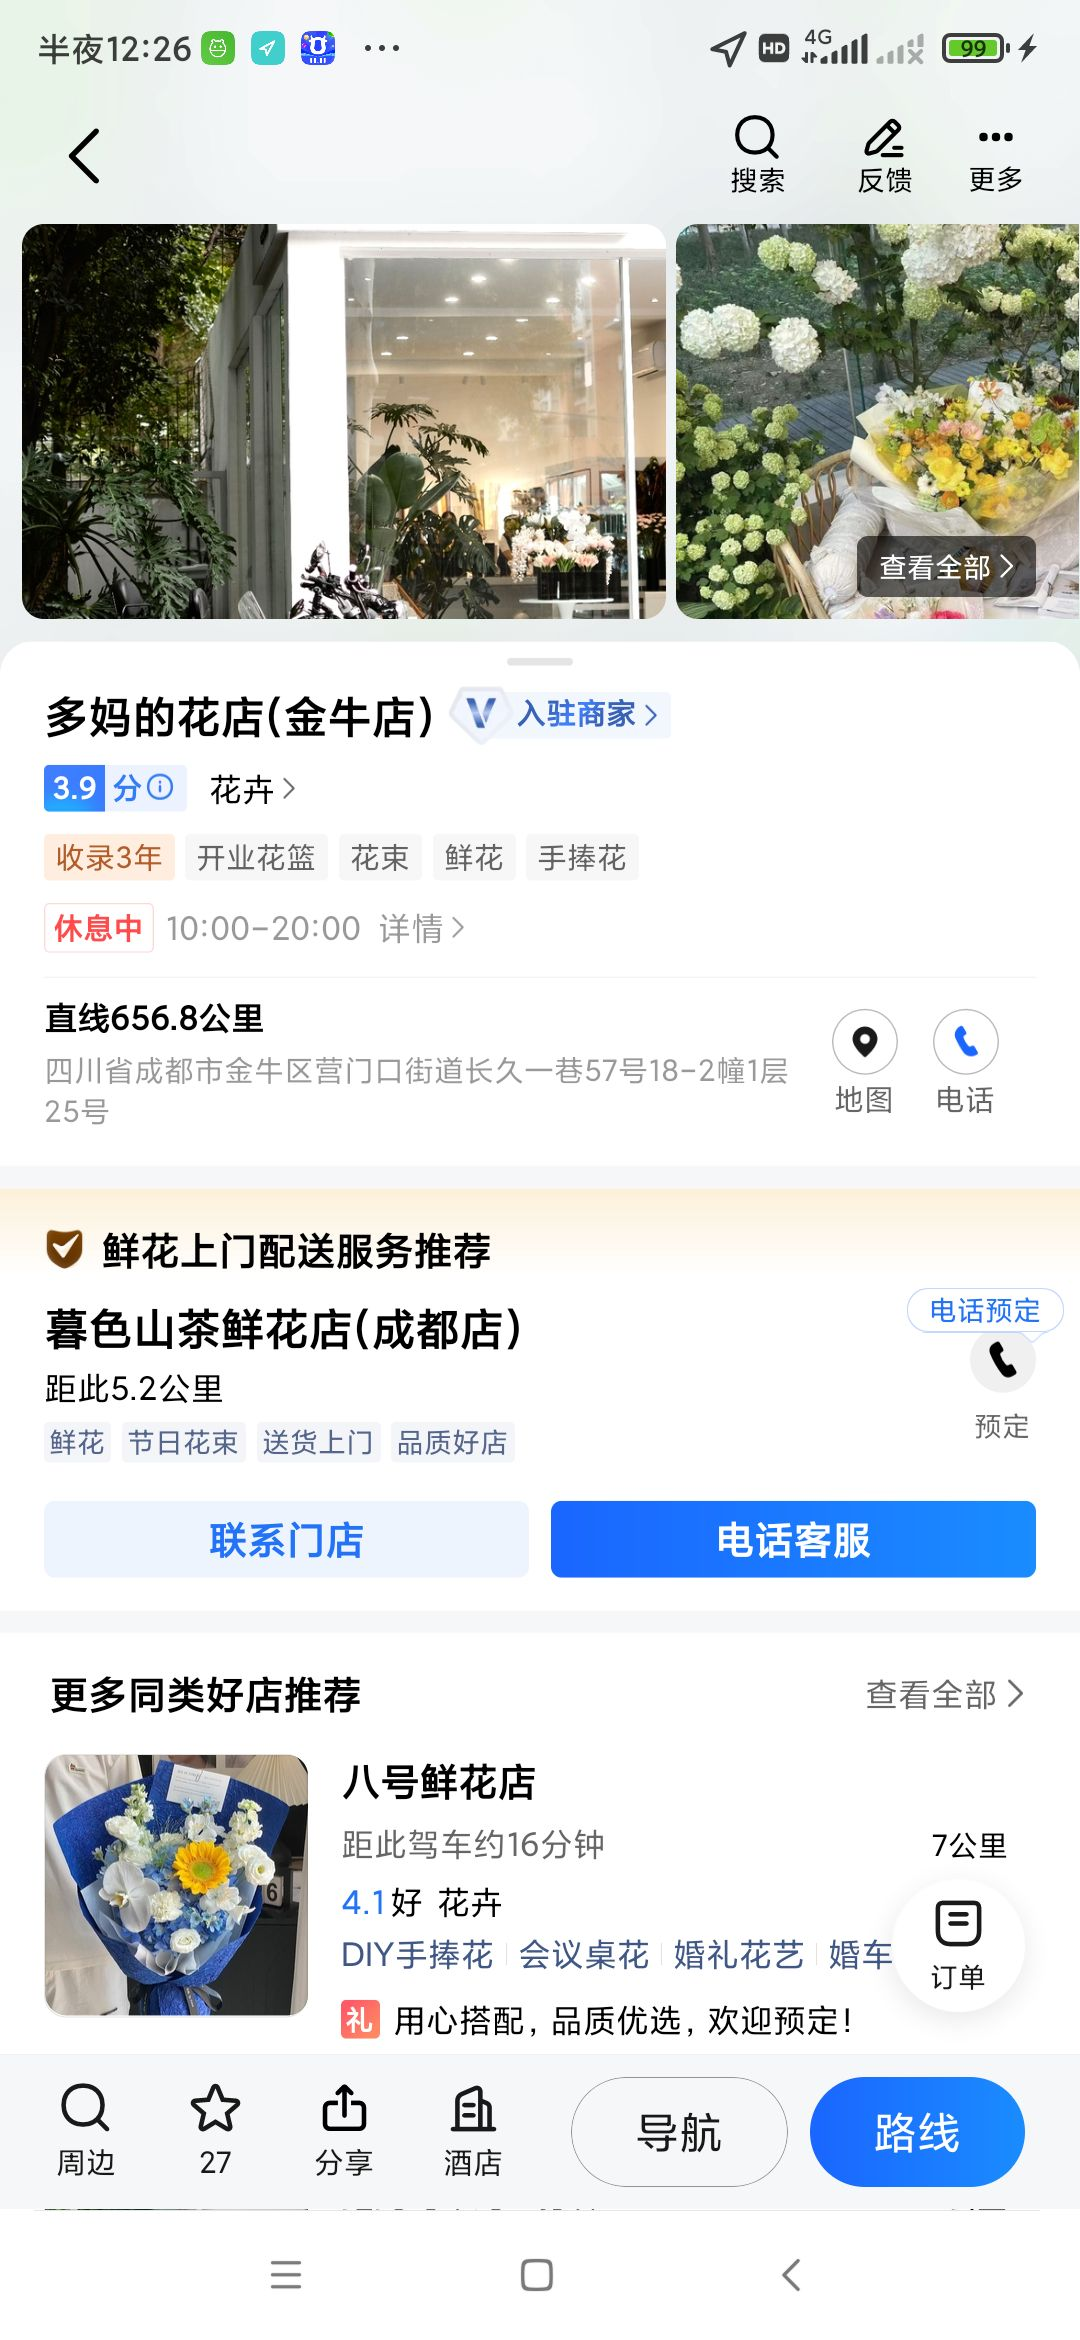 半夜12:26
HD 4G 99
搜索 反馈 更多
查看全部
多妈的花店(金牛店) V 入驻商家
3.9 分 花卉
收录3年 开业花篮 花束 鲜花 手捧花
休息中 10:00-20:00 详情
直线656.8公里
四川省成都市金牛区营门口街道长久一巷57号18-2幢1层
25号
地图 电话
鲜花上门配送服务推荐
暮色山茶鲜花店(成都店)
电话预定
距此5.2公里
预定
鲜花 节日花束 送货上门 品质好店
联系门店 电话客服
更多同类好店推荐 查看全部
八号鲜花店
距此驾车约16分钟 7公里
4.1好 花卉
DIY手捧花 会议桌花 婚礼花艺 婚车
订单
礼 用心搭配，品质优选，欢迎预定！
周边 27 分享 酒店 导航 路线